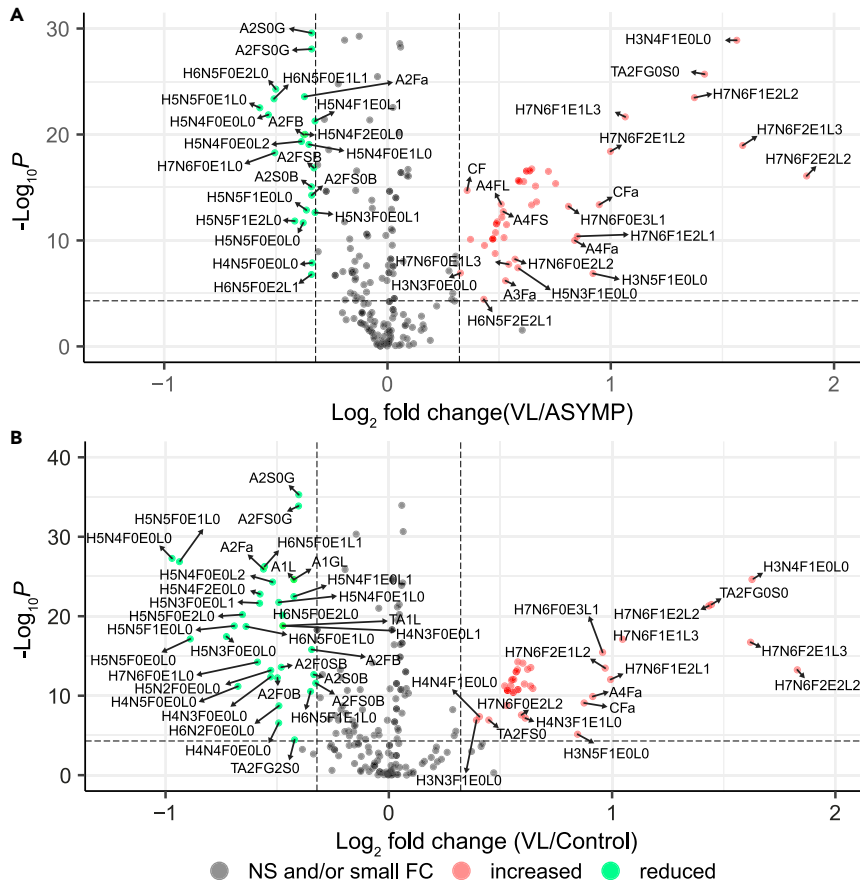 A
30
20
10
0
-Log10P
A2S0G
A2FS0G
H6N5F0E2L0
H6N5F0E1L1
A2Fa
H5N5F0E1L0
H5N4F1E0L1
H5N4F0E0L0
A2FB
H5N4F2E0L0
H5N4F0E0L2
H5N4F0E1L0
A2FSB
H7N6F0E1L0
A2S0B
A2FS0B
H5N5F1E0L0
H5N3F0E0L1
H5N5F1E2L0
H5N5F0E0L0
H4N5F0E0L0
H6N5F0E2L1
H3N4F1E0L0
TA2FG0S0
H7N6F1E2L2
H7N6F1E1L3
H7N6F2E1L3
H7N6F2E1L2
H7N6F2E2L2
CF
A4FL
CFa
A4FS
H7N6F0E3L1
H7N6F1E2L1
A4Fa
H7N6F0E1L3
H7N6F0E2L2
H3N3F0E0L0
H3N5F1E0L0
A3Fa
H5N3F1E0L0
H6N5F2E2L1
−1
0
1
2
Log2 fold change(VL/ASYMP)
B
40
30
20
10
0
-Log10P
A2S0G
A2FS0G
H5N5F0E1L0
H5N4F0E0L0
H6N5F1E1L1
A2Fa
A1L
A1GL
H5N4F0E0L2
H5N4F1E0L1
H5N4F2E0L0
H5N4F0E1L0
H5N3F0E0L1
H6N5F0E2L0
H5N5F0E2L0
TA1L
H5N5F1E0L0
H6N5F0E1L0
H4N3F0E0L1
H5N5F0E0L0
H5N3F0E0L0
A2FB
H7N6F0E1L0
A2F0SB
H5N2F0E0L0
A2S0B
A2F0B
A2FS0B
H4N5F0E0L0
H4N3F0E0L0
H6N5F1E1L0
H6N2F0E0L0
H4N4F0E0L0
TA2FG2S0
H3N4F1E0L0
TA2FG0S0
H7N6F1E2L2
H7N6F0E3L1
H7N6F1E1L3
H7N6F2E1L3
H7N6F2E1L2
H7N6F1E2L1
H7N6F2E2L2
H4N4F1E0L0
A4Fa
H7N6F0E2L2
CFa
H4N3F1E1L0
TA2FS0
H3N5F1E0L0
H3N3F1E0L0
−1
0
1
2
Log2 fold change (VL/Control)
NS and/or small FC increased reduced